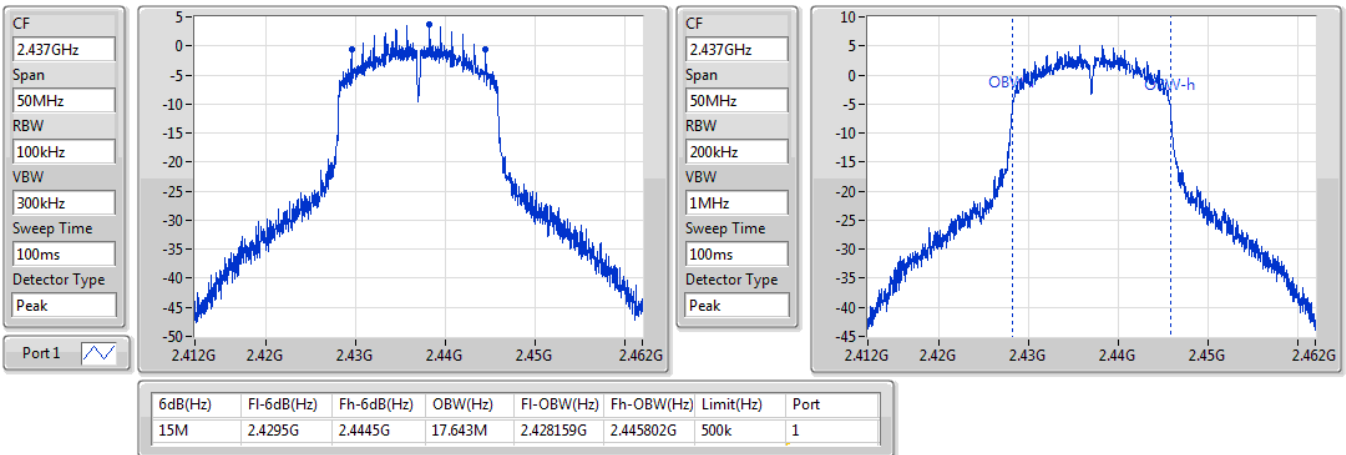 CF
2.437GHz
Span
50MHz
RBW
100kHz
VBW
300kHz
Sweep Time
100ms
Detector Type
Peak
Port 1
5
0
-5
-10
-15
-20
-25
-30
-35
-40
-45
-50
2.412G 2.42G 2.43G 2.44G 2.45G 2.462G
CF
2.437GHz
Span
50MHz
RBW
200kHz
VBW
1MHz
Sweep Time
100ms
Detector Type
Peak
10
5
0
-5
-10
-15
-20
-25
-30
-35
-40
-45
2.412G 2.42G 2.43G 2.44G 2.45G 2.462G
6dB(Hz) Fl-6dB(Hz) Fh-6dB(Hz) OBW(Hz) Fl-OBW(Hz) Fh-OBW(Hz) Limit(Hz) Port
15M 2.4295G 2.4445G 17.643M 2.428159G 2.445802G 500k 1